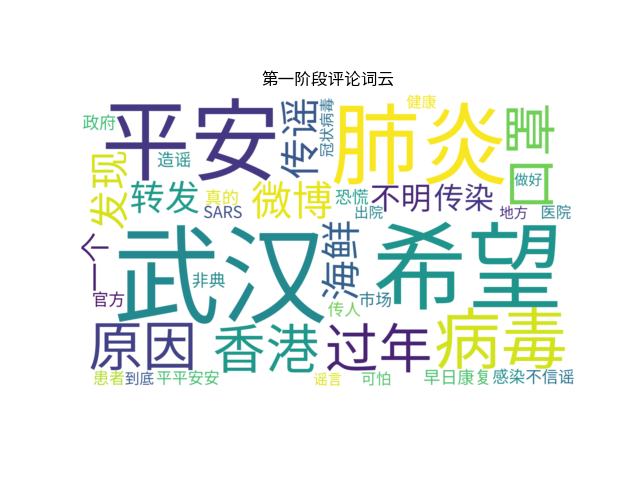 第一阶段评论词云
健康
政府
平安
传谣
冠状病毒
肺炎
口罩
造谣
发现
转发
真的
SARS
微博
恐慌
出院
不明
传染
做好
地方
医院
一个
官方
武汉
非典
海鲜
传人
市场
希望
原因
香港
过年
病毒
患者
到底
平平安安
谣言
可怕
早日康复
感染
不信谣